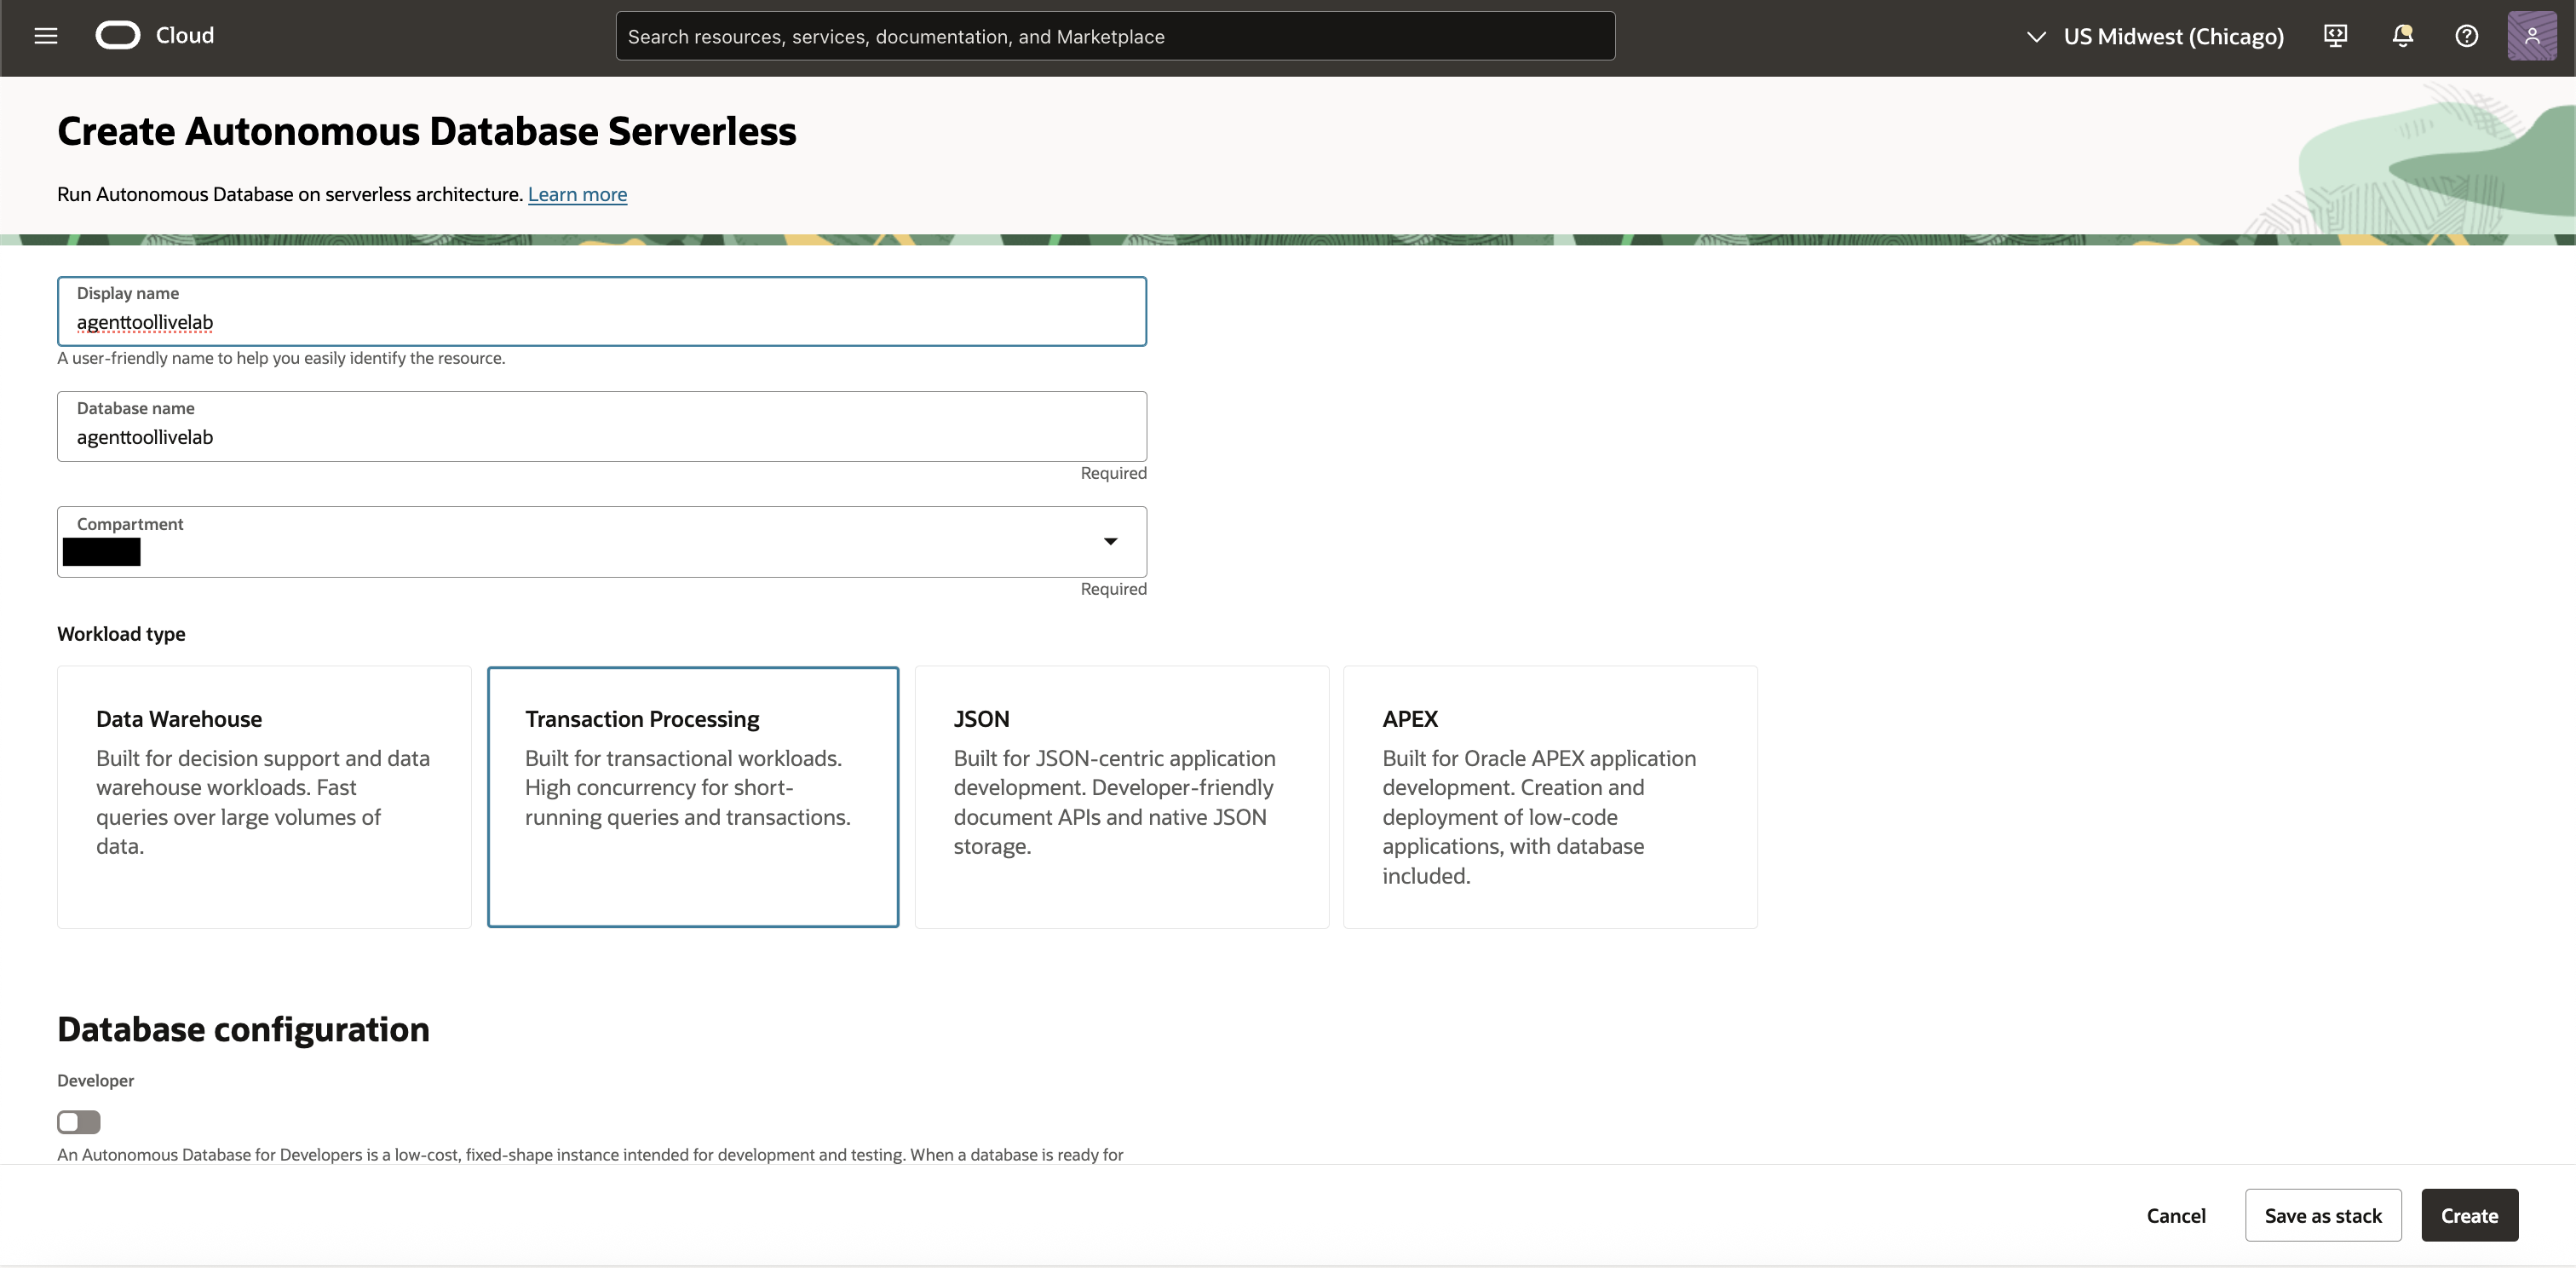 Cloud
Search resources, services, documentation, and Marketplace
US Midwest (Chicago)
Create Autonomous Database Serverless
Run Autonomous Database on serverless architecture. Learn more
Display name
agenttoollivelab
A user-friendly name to help you easily identify the resource.
Database name
agenttoollivelab
Required
Compartment
Required
Workload type
Data Warehouse
Built for decision support and data
warehouse workloads. Fast
queries over large volumes of
data.
Transaction Processing
Built for transactional workloads.
High concurrency for short-
running queries and transactions.
JSON
Built for JSON-centric application
development. Developer-friendly
document APIs and native JSON
storage.
APEX
Built for Oracle APEX application
development. Creation and
deployment of low-code
applications, with database
included.
Database configuration
Developer
An Autonomous Database for Developers is a low-cost, fixed-shape instance intended for development and testing. When a database is ready for
Cancel
Save as stack
Create